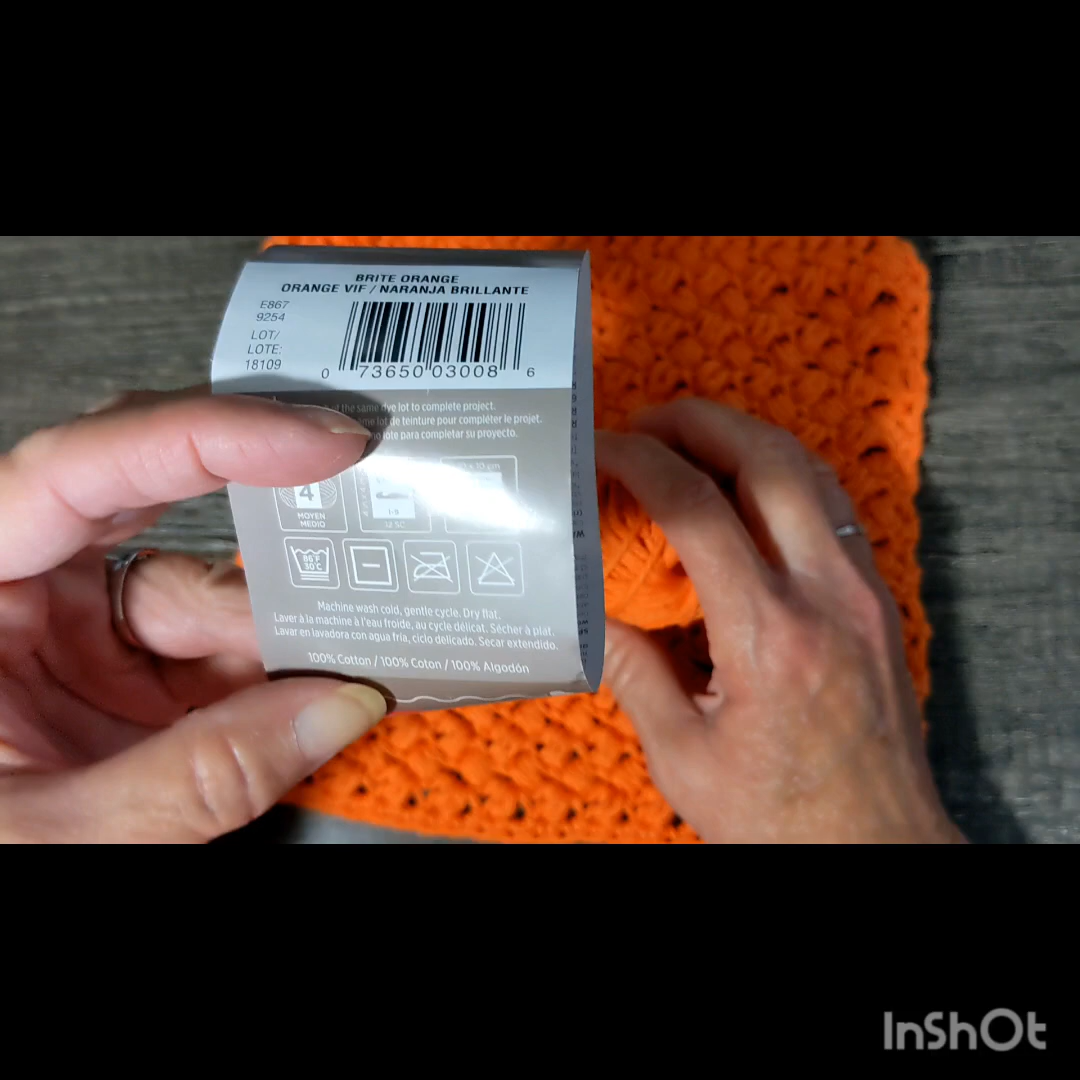 BRITE ORANGE
ORANGE VIF / NARANJA BRILLANTE
E867
9254
LOT/
LOTE:
18109
0 73650 03008 6
the same dye lot to complete project.
lot de teinture pour compléter le projet.
lote para completar su proyecto.
4
MOYEN
MEDIO
86°F
30°C
Machine wash cold, gentle cycle. Dry flat.
Laver à la machine à l'eau froide, au cycle délicat. Sécher à plat.
Lavar en lavadora con agua fría, ciclo delicado. Secar extendido.
100% Cotton / 100% Coton / 100% Algodón
InShOt